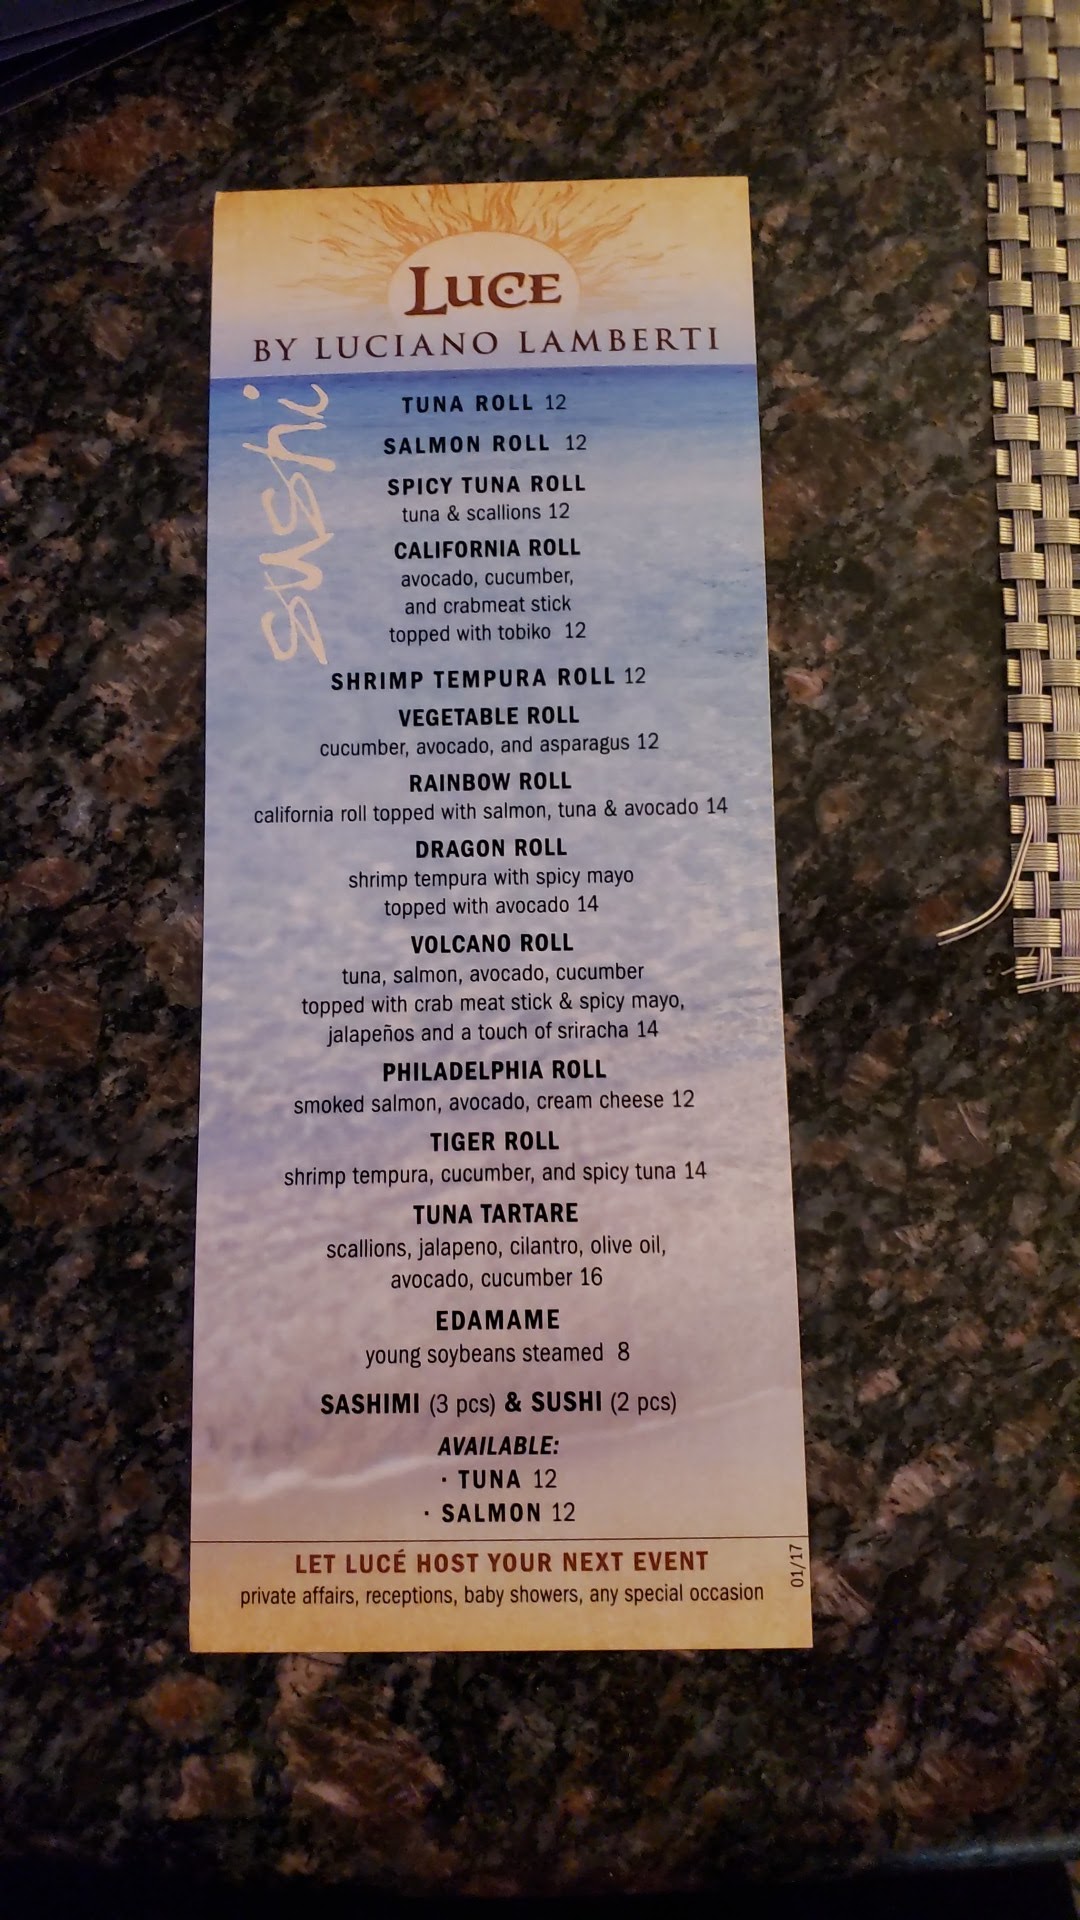 LUCE
BY LUCIANO LAMBERTI
sushi
TUNA ROLL 12
SALMON ROLL 12
SPICY TUNA ROLL
tuna & scallions 12
CALIFORNIA ROLL
avocado, cucumber,
and crabmeat stick
topped with tobiko 12
SHRIMP TEMPURA ROLL 12
VEGETABLE ROLL
cucumber, avocado, and asparagus 12
RAINBOW ROLL
california roll topped with salmon, tuna & avocado 14
DRAGON ROLL
shrimp tempura with spicy mayo
topped with avocado 14
VOLCANO ROLL
tuna, salmon, avocado, cucumber
topped with crab meat stick & spicy mayo,
jalapeños and a touch of sriracha 14
PHILADELPHIA ROLL
smoked salmon, avocado, cream cheese 12
TIGER ROLL
shrimp tempura, cucumber, and spicy tuna 14
TUNA TARTARE
scallions, jalapeno, cilantro, olive oil,
avocado, cucumber 16
EDAMAME
young soybeans steamed 8
SASHIMI (3 pcs) & SUSHI (2 pcs)
AVAILABLE:
· TUNA 12
· SALMON 12
LET LUCÉ HOST YOUR NEXT EVENT
private affairs, receptions, baby showers, any special occasion
01/17